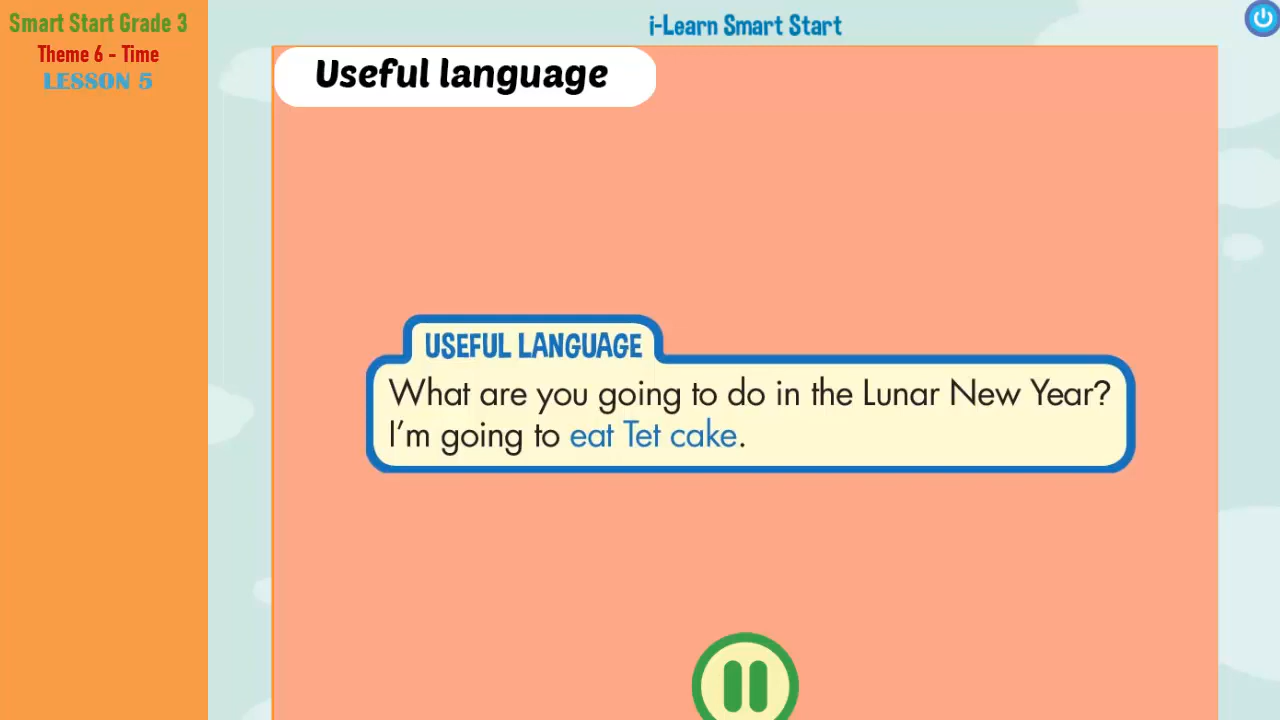 Smart Start Grade 3
Theme 6 - Time
LESSON 5
i-Learn Smart Start
Useful language
USEFUL LANGUAGE
What are you going to do in the Lunar New Year?
I'm going to eat Tet cake.